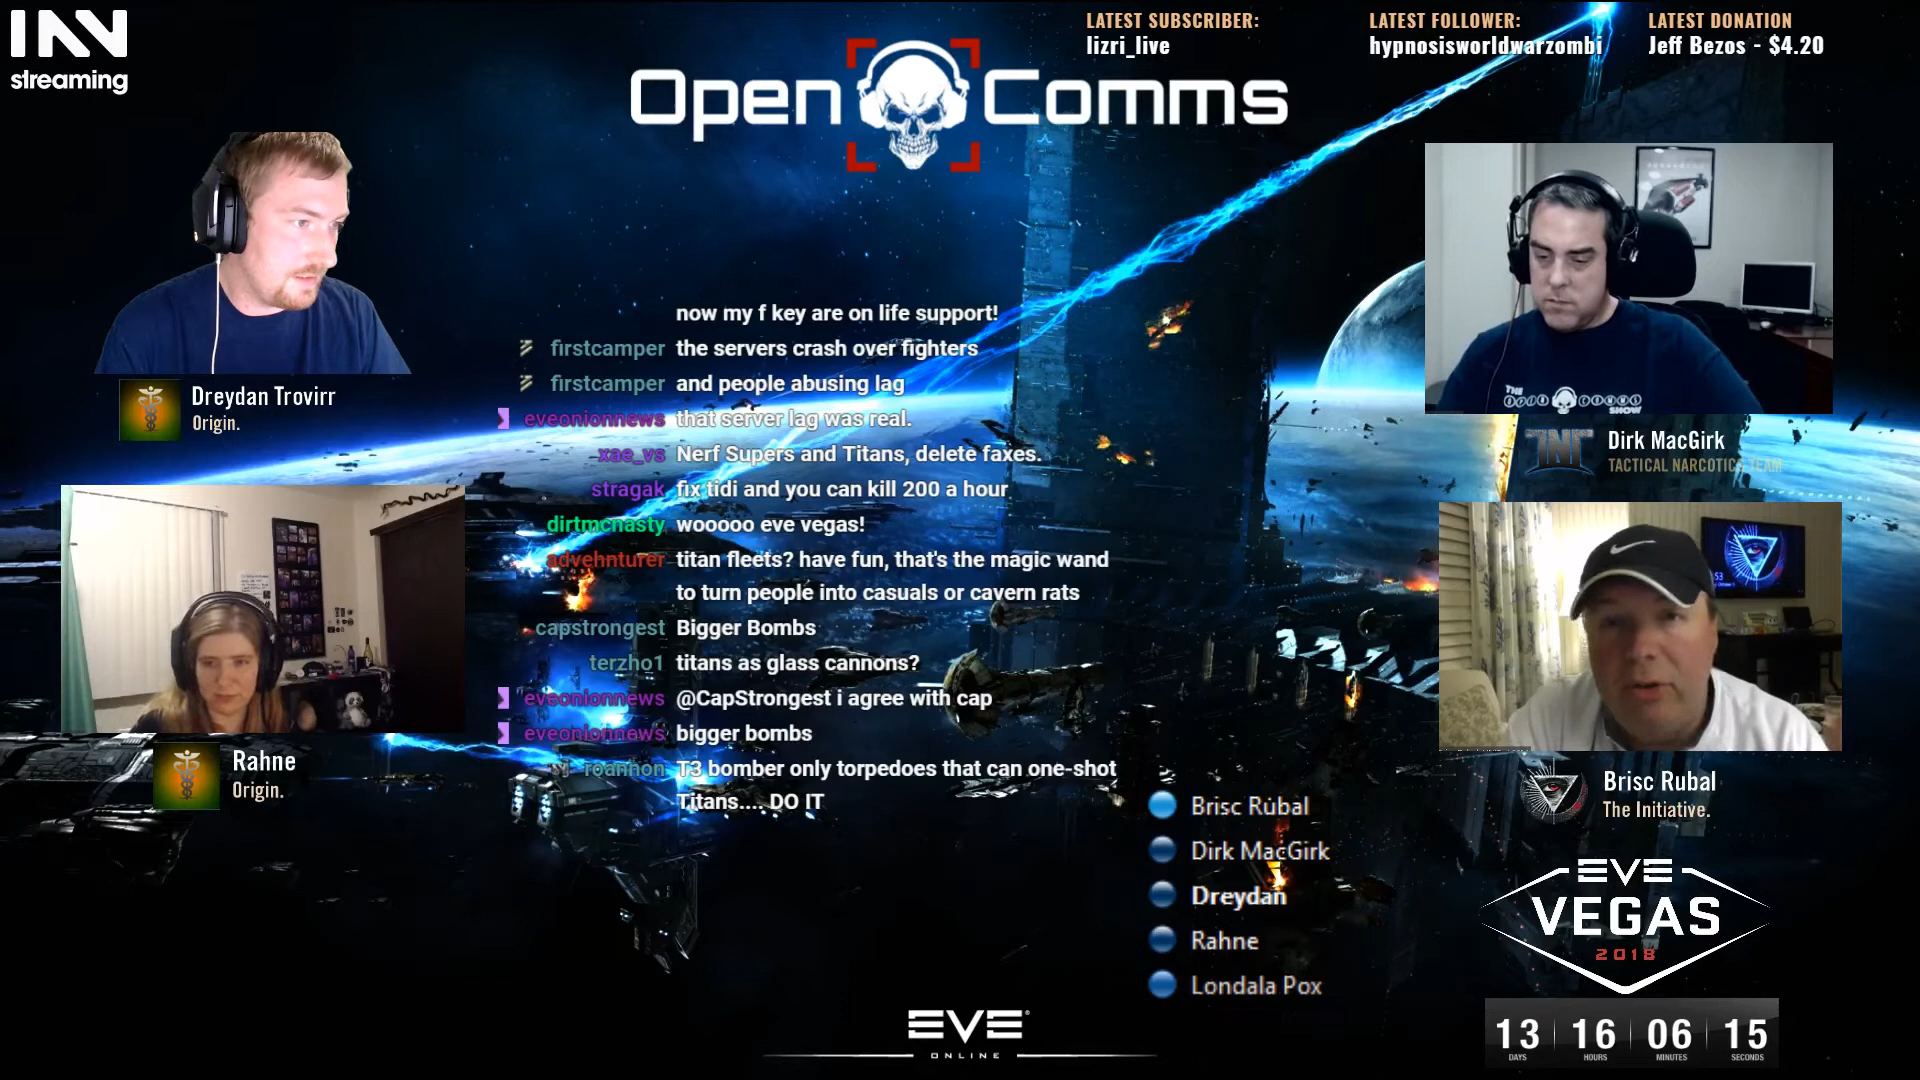 INN
streaming
LATEST SUBSCRIBER:
lizri_live
LATEST FOLLOWER:
hypnosisworldwarzombi
LATEST DONATION
Jeff Bezos - $4.20
Open Comms
now my f key are on life support!
firstcamper the servers crash over fighters
firstcamper and people abusing lag
eveonionnews that server lag was real.
xae_vs Nerf Supers and Titans, delete faxes.
stragak fix tidi and you can kill 200 a hour
dirtmcnasty wooooo eve vegas!
advehnturer titan fleets? have fun, that's the magic wand
to turn people into casuals or cavern rats
capstrongest Bigger Bombs
terzho1 titans as glass cannons?
eveonionnews @CapStrongest i agree with cap
eveonionnews bigger bombs
roanhon T3 bomber only torpedoes that can one-shot
Titans.... DO IT
Dreydan Trovirr
Origin.
Rahne
Origin.
THE
OPEN COMMS
SHOW
TNT
Dirk MacGirk
TACTICAL NARCOTICS TEAM
Brisc Rubal
The Initiative.
Brisc Rubal
Dirk MacGirk
Dreydan
Rahne
Londala Pox
EVE
VEGAS
2018
13 16 06 15
DAYS HOURS MINUTES SECONDS
EVE
ONLINE